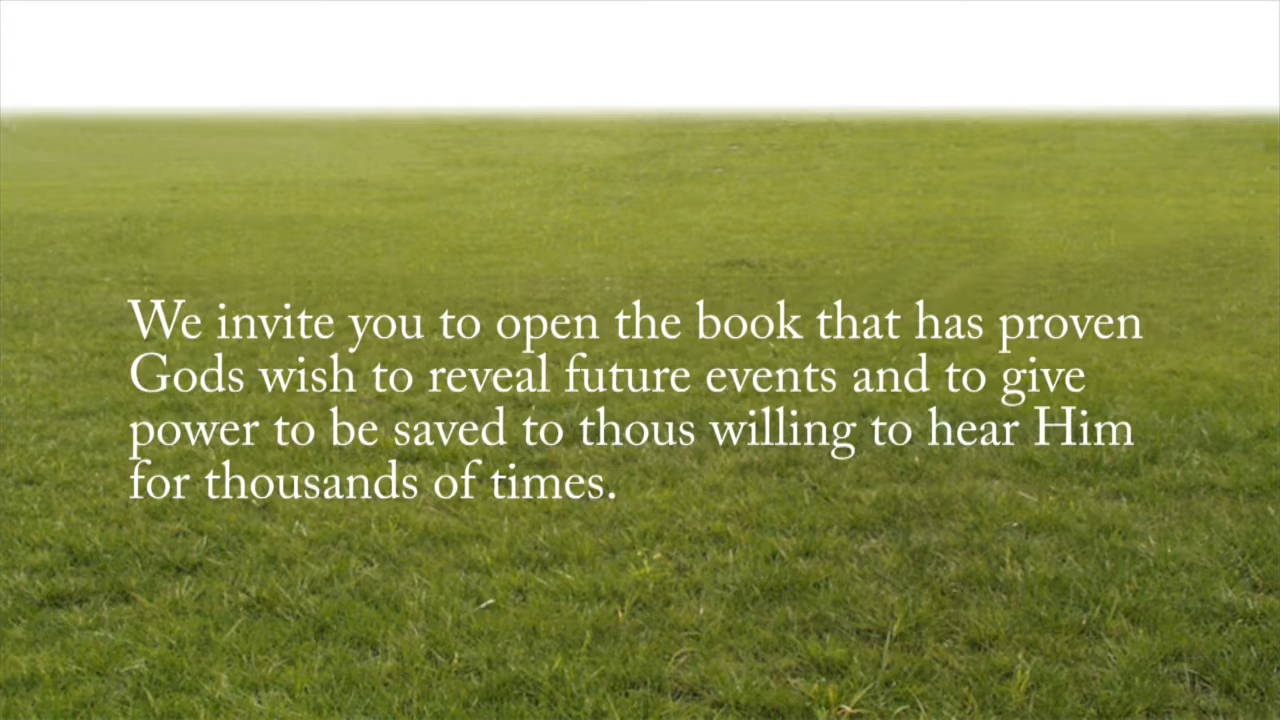 We invite you to open the book that has proven
Gods wish to reveal future events and to give
power to be saved to thous willing to hear Him
for thousands of times.